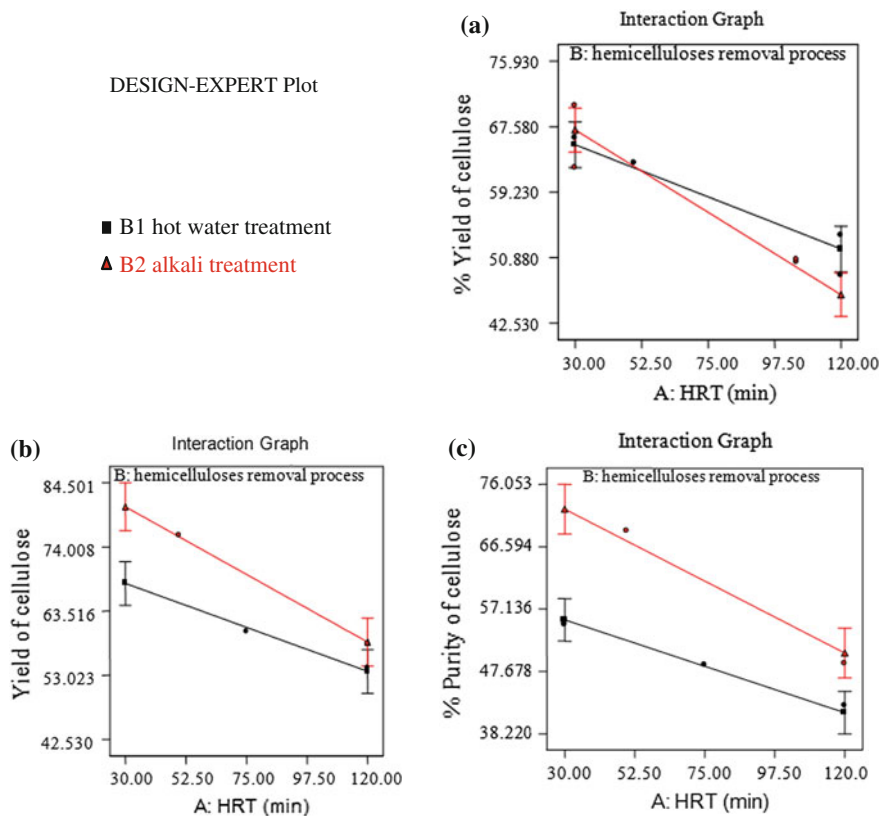 DESIGN-EXPERT Plot
B1 hot water treatment
B2 alkali treatment
(a)
Interaction Graph
B: hemicelluloses removal process
% Yield of cellulose
75.930
67.580
59.230
50.880
42.530
30.00 52.50 75.00 97.50 120.00
A: HRT (min)
(b)
Interaction Graph
B: hemicelluloses removal process
Yield of cellulose
84.501
74.008
63.516
53.023
42.530
30.00 52.50 75.00 97.50 120.00
A: HRT (min)
(c)
Interaction Graph
B: hemicelluloses removal process
% Purity of cellulose
76.053
66.594
57.136
47.678
38.220
30.00 52.50 75.00 97.50 120.0
A: HRT (min)